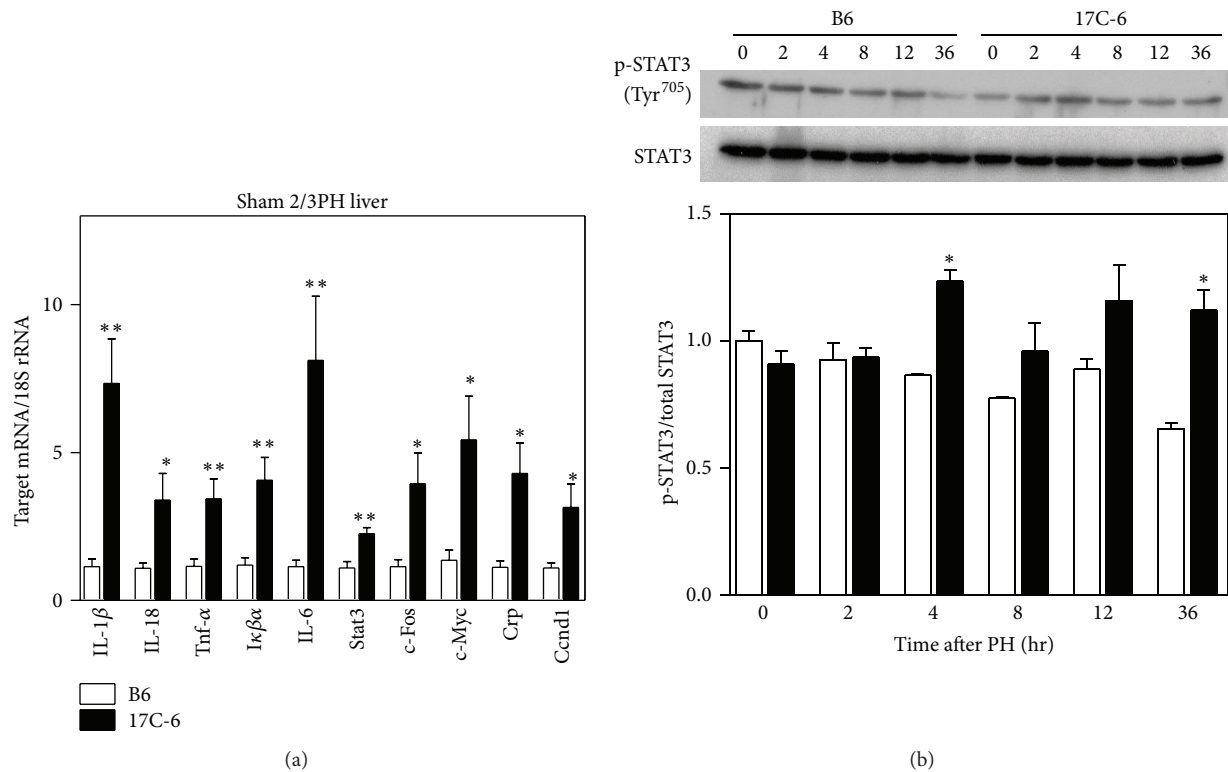 Sham 2/3PH liver
Target mRNA/18S rRNA
10
5
0
** * ** ** ** ** * * * *
IL-1β IL-18 Tnf-α Iκβα IL-6 Stat3 c-Fos c-Myc Crp Ccnd1
B6
17C-6
(a)
B6 17C-6
0 2 4 8 12 36 0 2 4 8 12 36
p-STAT3
(Tyr⁷⁰⁵)
STAT3
p-STAT3/total STAT3
1.5
1.0
0.5
0.0
* *
0 2 4 8 12 36
Time after PH (hr)
(b)